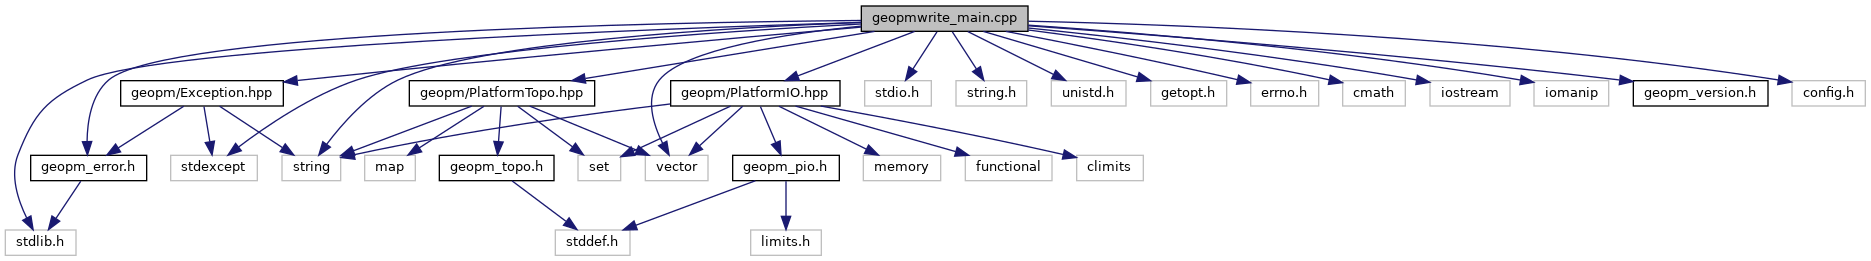 geopmwrite_main.cpp
geopm/Exception.hpp
geopm/PlatformTopo.hpp
geopm/PlatformIO.hpp
stdio.h
string.h
unistd.h
getopt.h
errno.h
cmath
iostream
iomanip
geopm_version.h
config.h
geopm_error.h
stdexcept
string
map
geopm_topo.h
set
vector
geopm_pio.h
memory
functional
climits
stdlib.h
stddef.h
limits.h